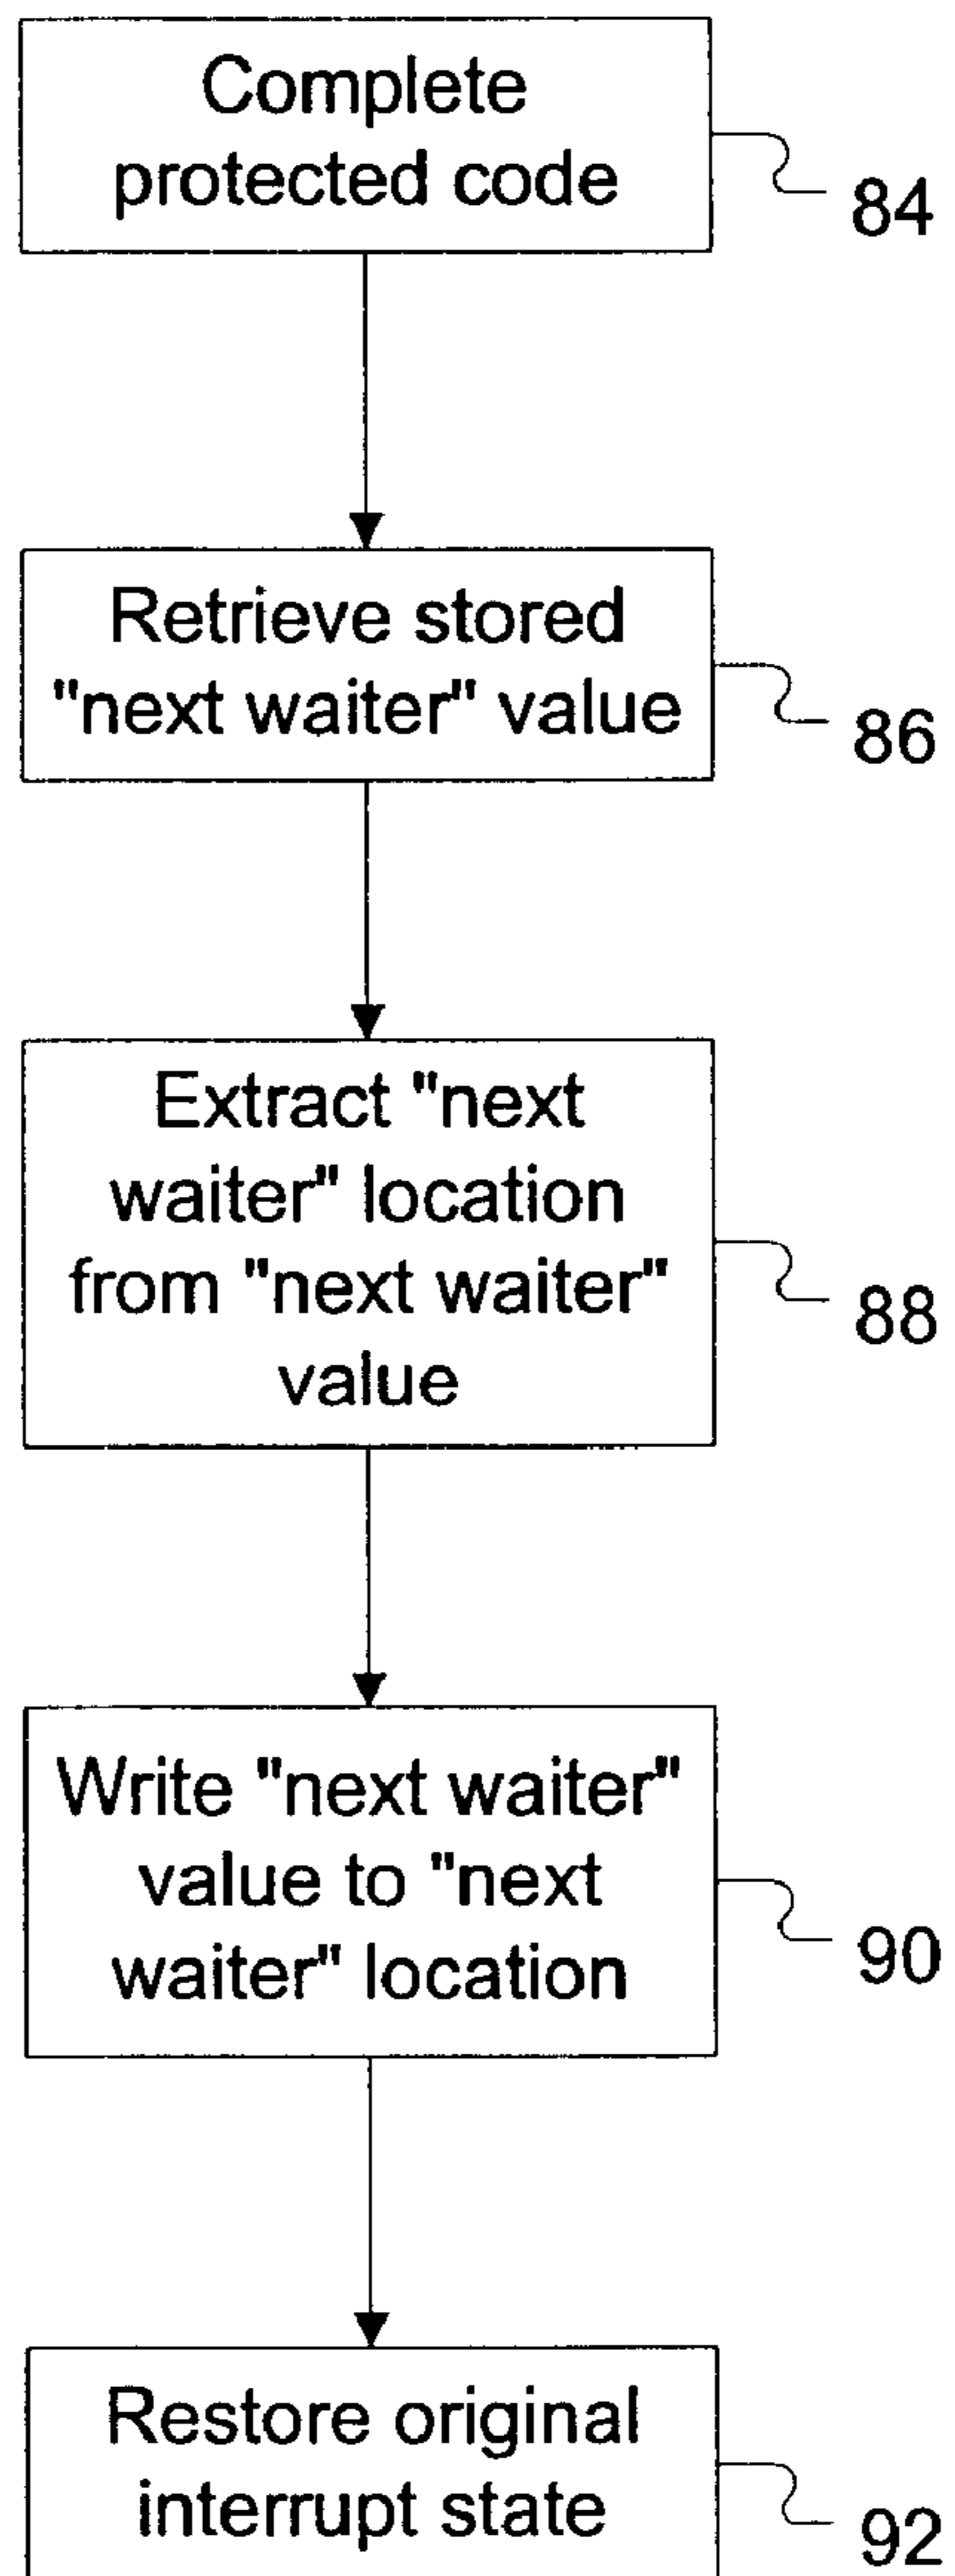 Complete
protected code
84
Retrieve stored
"next waiter" value
86
Extract "next
waiter" location
from "next waiter"
value
88
Write "next waiter"
value to "next
waiter" location
90
Restore original
interrupt state
92